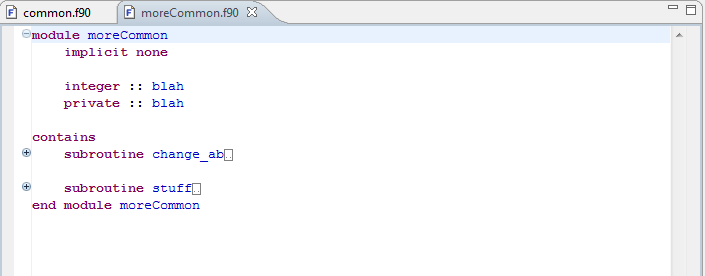 common.f90
moreCommon.f90
module moreCommon
implicit none
integer :: blah
private :: blah
contains
subroutine change_ab..
subroutine stuff..
end module moreCommon